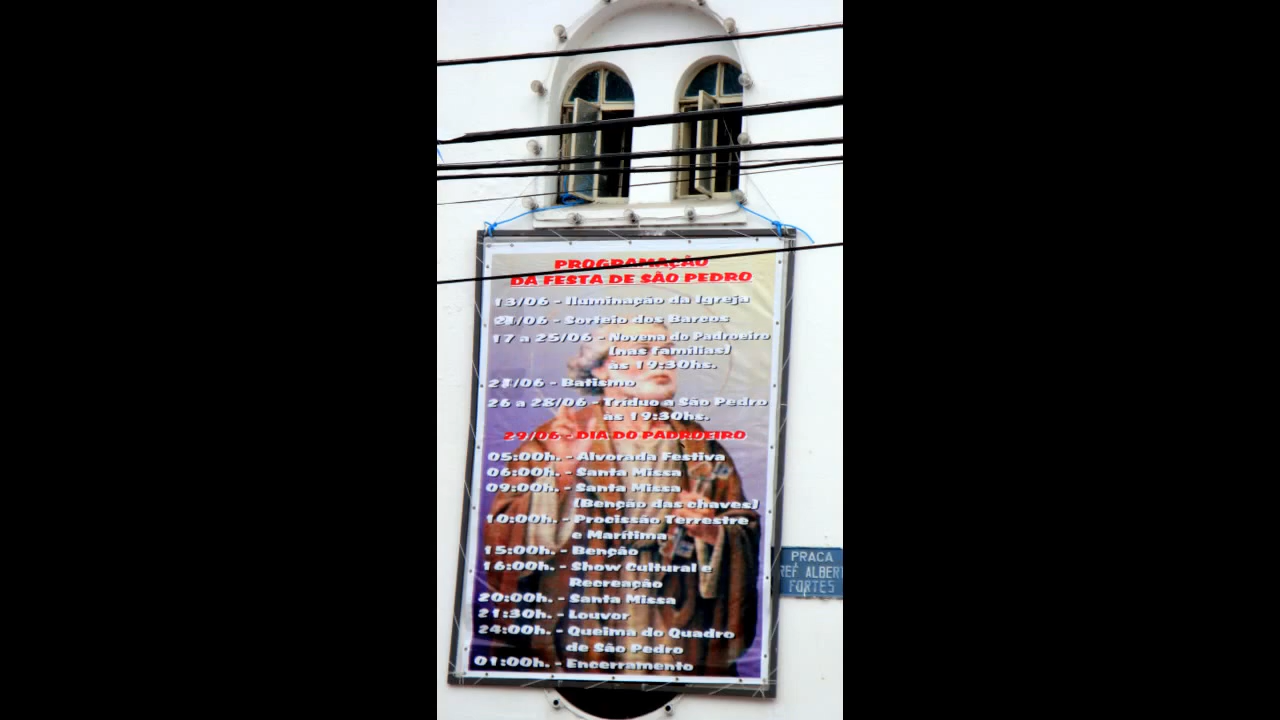 PROGRAMAÇÃO
DA FESTA DE SÃO PEDRO
13/06 - Iluminação da Igreja
/06 - Sorteio dos Barcos
17 a 25/06 - Novena do Padroeiro
(nas famílias)
às 19:30hs.
/06 - Batismo
26 a 28/06 - Tríduo a São Pedro
às 19:30hs.
29/06 - DIA DO PADROEIRO
05:00h. - Alvorada Festiva
06:00h. - Santa Missa
09:00h. - Santa Missa
(Benção das chaves)
10:00h. - Procissão Terrestre
e Marítima
15:00h. - Benção
16:00h. - Show Cultural e
Recreação
20:00h. - Santa Missa
21:30h. - Louvor
24:00h. - Queima do Quadro
de São Pedro
01:00h. - Encerramento
PRAÇA
REF ALBERT
FORTES